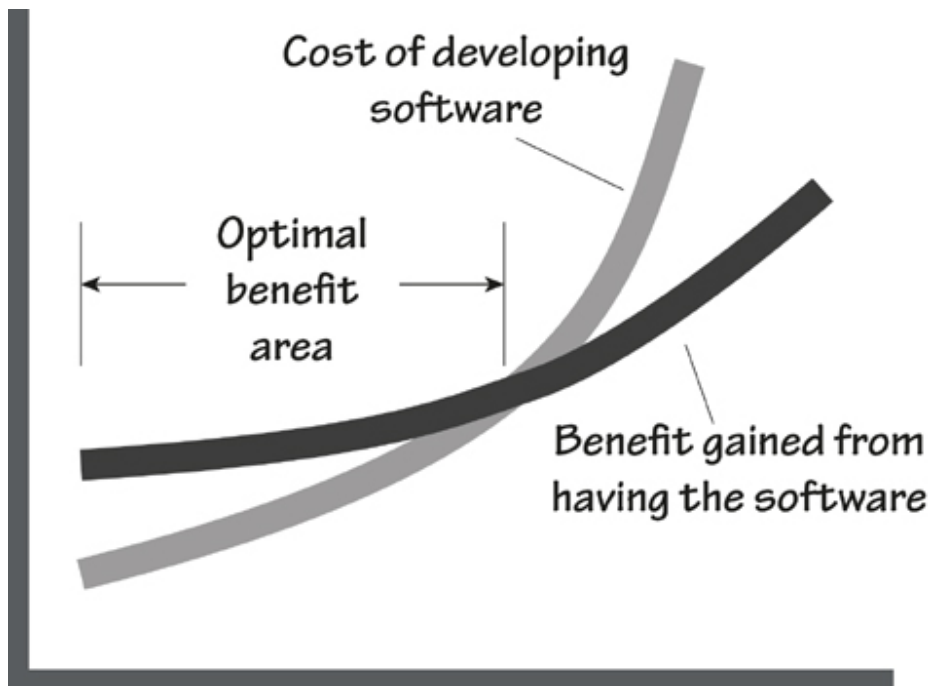 Cost of developing
software
Optimal
benefit
area
Benefit gained from
having the software